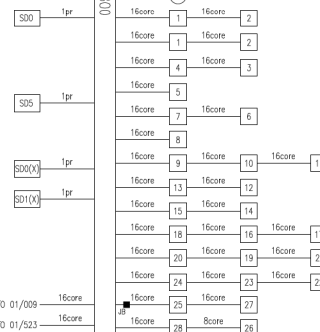 SD0 1pr
16core 1 16core 2
16core 1 16core 2
16core 4 16core 3
16core 5
SD5 1pr
16core 7 16core 6
16core 8
SD0(X) 1pr
16core 9 16core 10 16core
16core 13 16core 12
SD1(X) 1pr
16core 15 16core 14
16core 18 16core 16 16core
16core 20 16core 19 16core
16core 24 16core 23 16core
01/009 16core
JB 16core 25 16core 27
01/523 16core
16core 28 8core 26